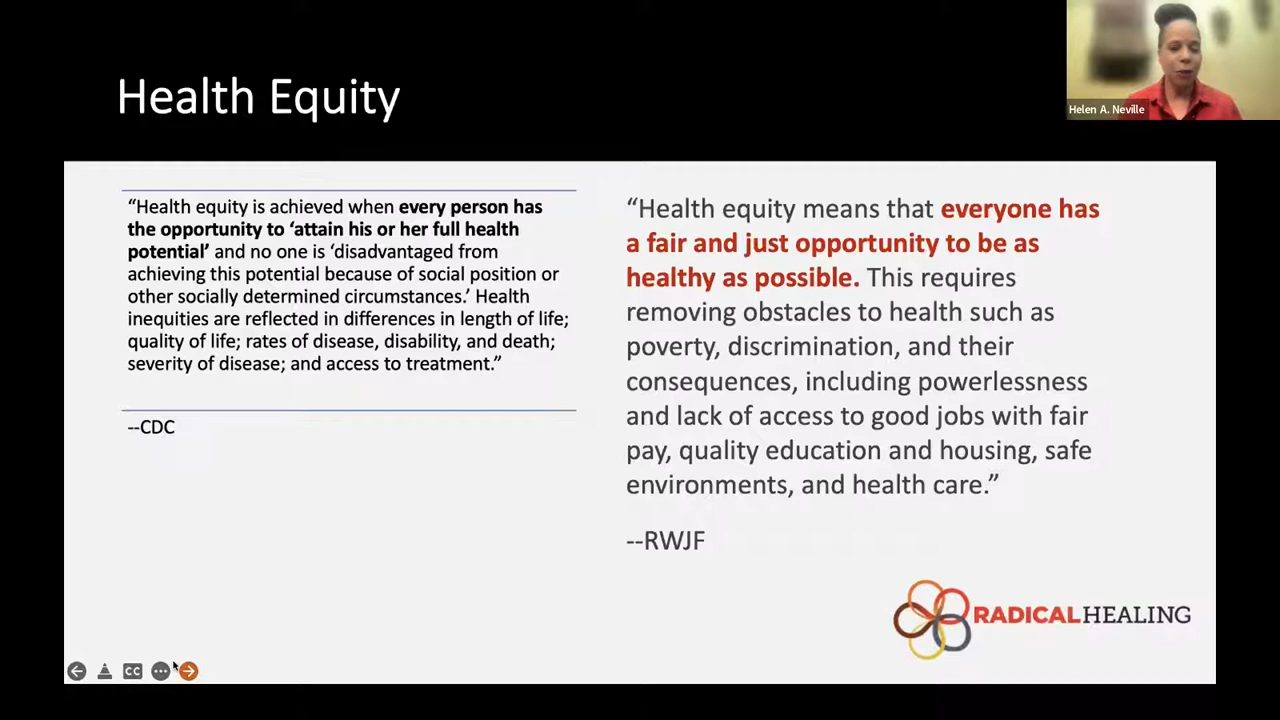 Health Equity
Helen A. Neville
“Health equity is achieved when every person has
the opportunity to ‘attain his or her full health
potential’ and no one is ‘disadvantaged from
achieving this potential because of social position or
other socially determined circumstances.’ Health
inequities are reflected in differences in length of life;
quality of life; rates of disease, disability, and death;
severity of disease; and access to treatment.”
--CDC
“Health equity means that everyone has
a fair and just opportunity to be as
healthy as possible. This requires
removing obstacles to health such as
poverty, discrimination, and their
consequences, including powerlessness
and lack of access to good jobs with fair
pay, quality education and housing, safe
environments, and health care.”
--RWJF
RADICALHEALING
CC